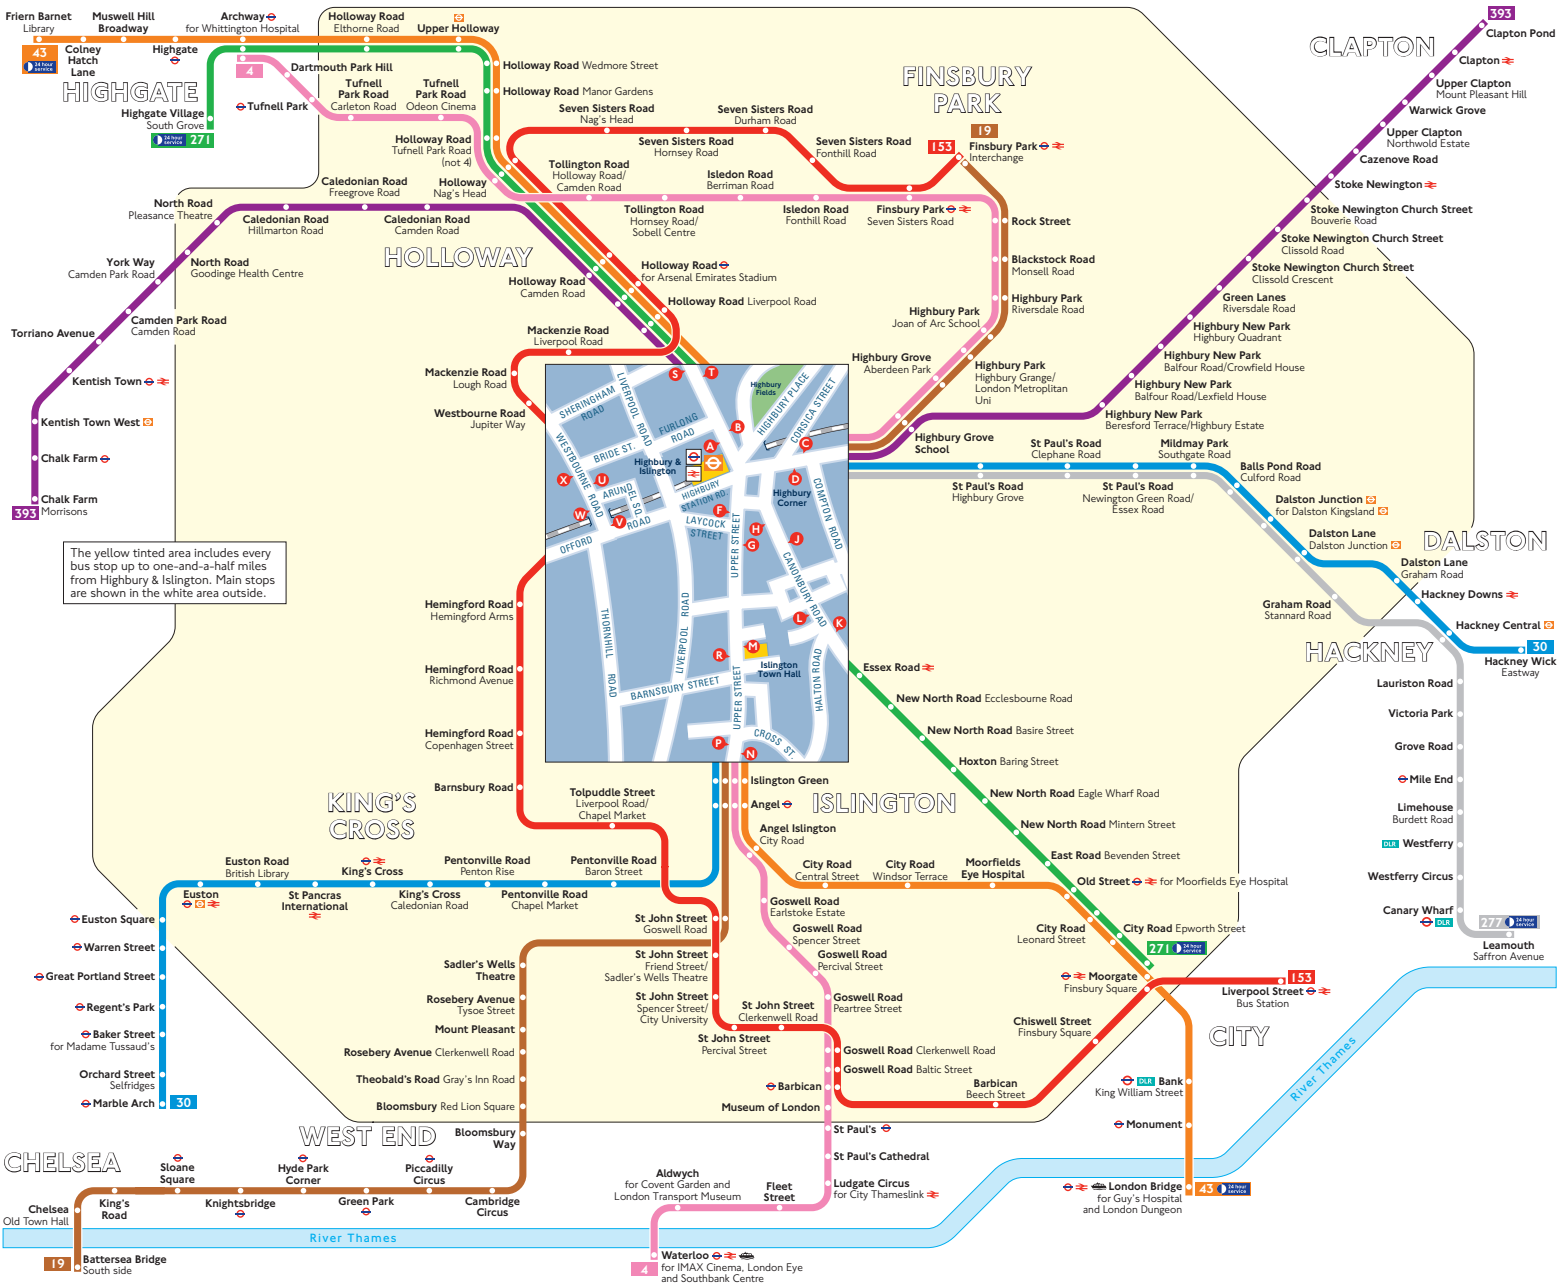 Friern Barnet
Library
43
24 hour
service
Colney
Hatch
Lane
Muswell Hill
Broadway
Highgate
Archway
for Whittington Hospital
4
Holloway Road
Elthorne Road
Upper Holloway
HIGHGATE
Highgate Village
South Grove
24 hour
service
271
Dartmouth Park Hill
Tufnell Park
Tufnell
Park Road
Carleton Road
Tufnell
Park Road
Odeon Cinema
Holloway Road Wedmore Street
Holloway Road Manor Gardens
Holloway Road
Tufnell Park Road
(not 4)
Holloway
Nag's Head
Seven Sisters Road
Nag's Head
Seven Sisters Road
Hornsey Road
Seven Sisters Road
Durham Road
Seven Sisters Road
Fonthill Road
FINSBURY
PARK
19
153
Finsbury Park
Interchange
Tollington Road
Holloway Road/
Camden Road
Tollington Road
Hornsey Road/
Sobell Centre
Isledon Road
Berriman Road
Isledon Road
Fonthill Road
Finsbury Park
Seven Sisters Road
Rock Street
Blackstock Road
Monsell Road
Highbury Park
Riversdale Road
Highbury Park
Joan of Arc School
Highbury Grove
Aberdeen Park
Highbury Park
Highbury Grange/
London Metroplitan
Uni
Highbury Grove
School
393
Clapton Pond
CLAPTON
Clapton
Upper Clapton
Mount Pleasant Hill
Warwick Grove
Upper Clapton
Northwold Estate
Cazenove Road
Stoke Newington
Stoke Newington Church Street
Bouverie Road
Stoke Newington Church Street
Clissold Road
Stoke Newington Church Street
Clissold Crescent
Green Lanes
Riversdale Road
Highbury New Park
Highbury Quadrant
Highbury New Park
Balfour Road/Crowfield House
Highbury New Park
Balfour Road/Lexfield House
Highbury New Park
Beresford Terrace/Highbury Estate
North Road
Pleasance Theatre
Caledonian Road
Hillmarton Road
Caledonian Road
Freegrove Road
Caledonian Road
Camden Road
HOLLOWAY
York Way
Camden Park Road
North Road
Goodinge Health Centre
Camden Park Road
Camden Road
Torriano Avenue
Kentish Town
Kentish Town West
Chalk Farm
Chalk Farm
Morrisons
393
Holloway Road
Camden Road
Holloway Road
for Arsenal Emirates Stadium
Holloway Road Liverpool Road
Mackenzie Road
Liverpool Road
Mackenzie Road
Lough Road
Westbourne Road
Jupiter Way
The yellow tinted area includes every
bus stop up to one-and-a-half miles
from Highbury & Islington. Main stops
are shown in the white area outside.
S
T
SHERINGHAM
ROAD
LIVERPOOL ROAD
FURLONG
ROAD
WESTBOURNE ROAD
BRIDE ST.
Highbury
Fields
HIGHBURY PLACE
CORSICA STREET
A
B
C
D
Highbury &
Islington
HIGHBURY
STATION RD.
Highbury
Corner
X
U
W
V
ARUNDEL SQ.
OFFORD
ROAD
LAYCOCK
STREET
F
H
G
J
UPPER STREET
COMPTON ROAD
CANONBURY ROAD
THORNHILL
ROAD
LIVERPOOL ROAD
L
K
M
R
Islington
Town Hall
BARNSBURY STREET
UPPER STREET
HALTON ROAD
CROSS ST.
P
N
St Paul's Road
Highbury Grove
St Paul's Road
Clephane Road
St Paul's Road
Newington Green Road/
Essex Road
Mildmay Park
Southgate Road
Balls Pond Road
Culford Road
Dalston Junction
for Dalston Kingsland
Dalston Lane
Dalston Junction
DALSTON
Dalston Lane
Graham Road
Hackney Downs
Hackney Central
30
Hackney Wick
Eastway
Graham Road
Stannard Road
HACKNEY
Lauriston Road
Victoria Park
Grove Road
Mile End
Limehouse
Burdett Road
DLR Westferry
Westferry Circus
Canary Wharf
DLR
277
24 hour
service
Leamouth
Saffron Avenue
Hemingford Road
Hemingford Arms
Hemingford Road
Richmond Avenue
Hemingford Road
Copenhagen Street
Barnsbury Road
Tolpuddle Street
Liverpool Road/
Chapel Market
KING'S
CROSS
Essex Road
New North Road Ecclesbourne Road
New North Road Basire Street
Hoxton Baring Street
New North Road Eagle Wharf Road
New North Road Mintern Street
East Road Bevenden Street
Old Street for Moorfields Eye Hospital
City Road Epworth Street
271
24 hour
service
Islington Green
Angel
ISLINGTON
Angel Islington
City Road
City Road
Central Street
City Road
Windsor Terrace
Moorfields
Eye Hospital
City Road
Leonard Street
Moorgate
Finsbury Square
153
Liverpool Street
Bus Station
Chiswell Street
Finsbury Square
CITY
DLR Bank
King William Street
Monument
London Bridge
for Guy's Hospital
and London Dungeon
43
24 hour
service
River Thames
Euston Road
British Library
Euston
St Pancras
International
King's Cross
King's Cross
Caledonian Road
Pentonville Road
Penton Rise
Pentonville Road
Chapel Market
Pentonville Road
Baron Street
Euston Square
Warren Street
Great Portland Street
Regent's Park
Baker Street
for Madame Tussaud's
Orchard Street
Selfridges
Marble Arch
30
St John Street
Goswell Road
St John Street
Friend Street/
Sadler's Wells Theatre
St John Street
Spencer Street/
City University
St John Street
Percival Street
St John Street
Clerkenwell Road
Goswell Road
Earlstoke Estate
Goswell Road
Spencer Street
Goswell Road
Percival Street
Goswell Road
Peartree Street
Goswell Road Clerkenwell Road
Goswell Road Baltic Street
Barbican
Barbican
Beech Street
Museum of London
St Paul's
St Paul's Cathedral
Ludgate Circus
for City Thameslink
Fleet
Street
Aldwych
for Covent Garden and
London Transport Museum
4
Waterloo
for IMAX Cinema, London Eye
and Southbank Centre
Sadler's Wells
Theatre
Rosebery Avenue
Tysoe Street
Mount Pleasant
Rosebery Avenue Clerkenwell Road
Theobald's Road Gray's Inn Road
Bloomsbury Red Lion Square
Bloomsbury
Way
WEST END
CHELSEA
Cambridge
Circus
Piccadilly
Circus
Green Park
Hyde Park
Corner
Knightsbridge
Sloane
Square
King's
Road
Chelsea
Old Town Hall
19
Battersea Bridge
South side
River Thames